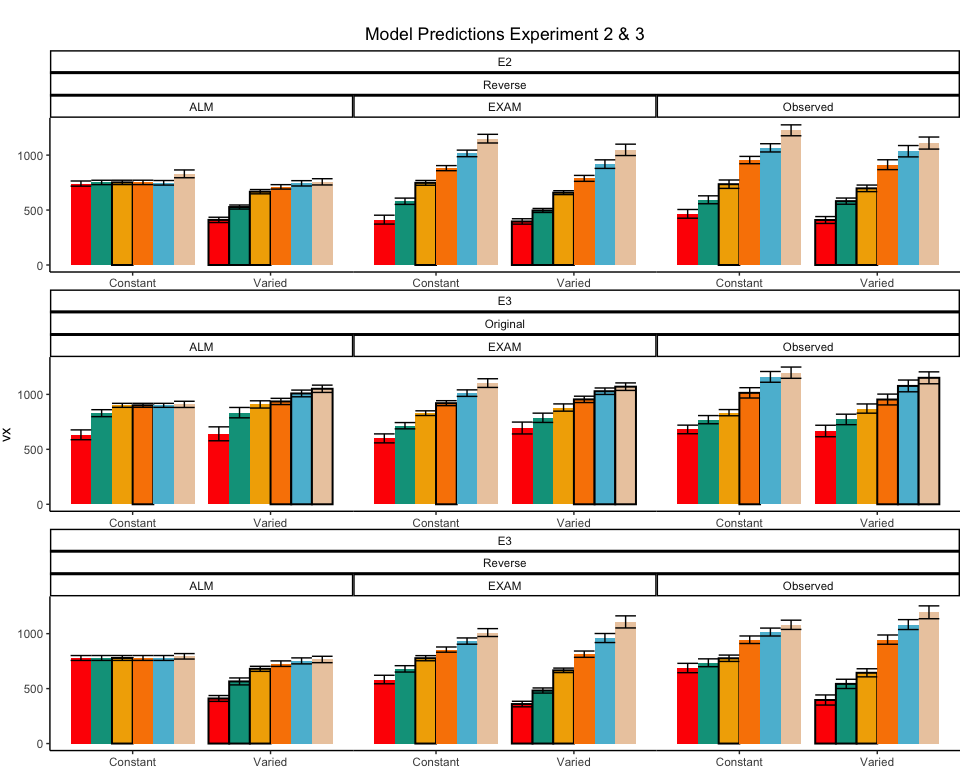 Model Predictions Experiment 2 & 3
E2
Reverse
ALM EXAM Observed
1000
500
0
Constant Varied Constant Varied Constant Varied
E3
Original
ALM EXAM Observed
1000
500
0
vx
Constant Varied Constant Varied Constant Varied
E3
Reverse
ALM EXAM Observed
1000
500
0
Constant Varied Constant Varied Constant Varied